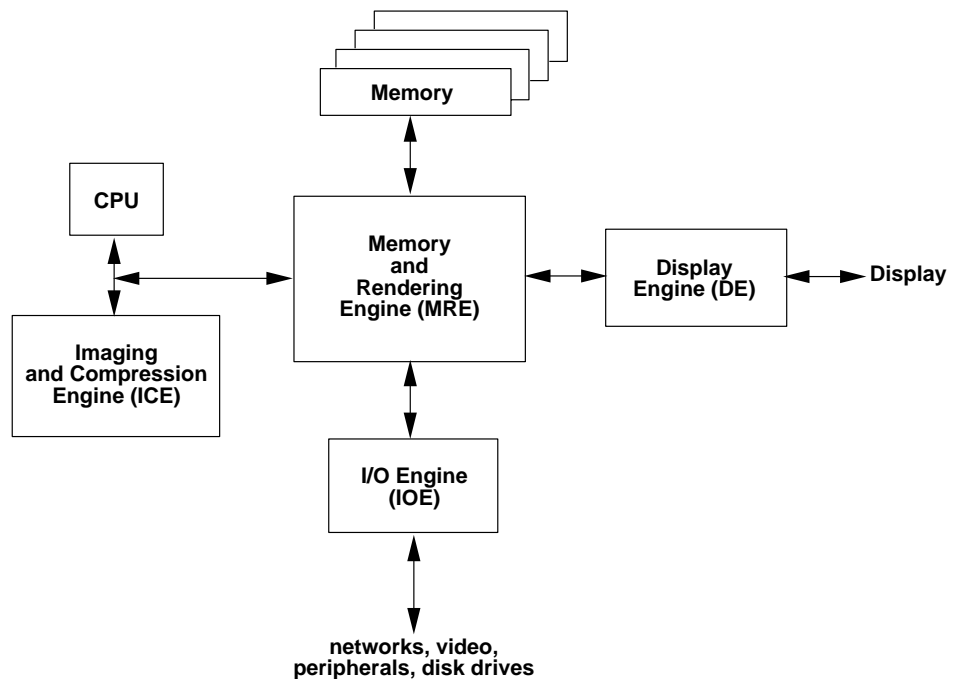 Memory
CPU
Memory
and
Rendering
Engine (MRE)
Display
Engine (DE)
Display
Imaging
and Compression
Engine (ICE)
I/O Engine
(IOE)
networks, video,
peripherals, disk drives